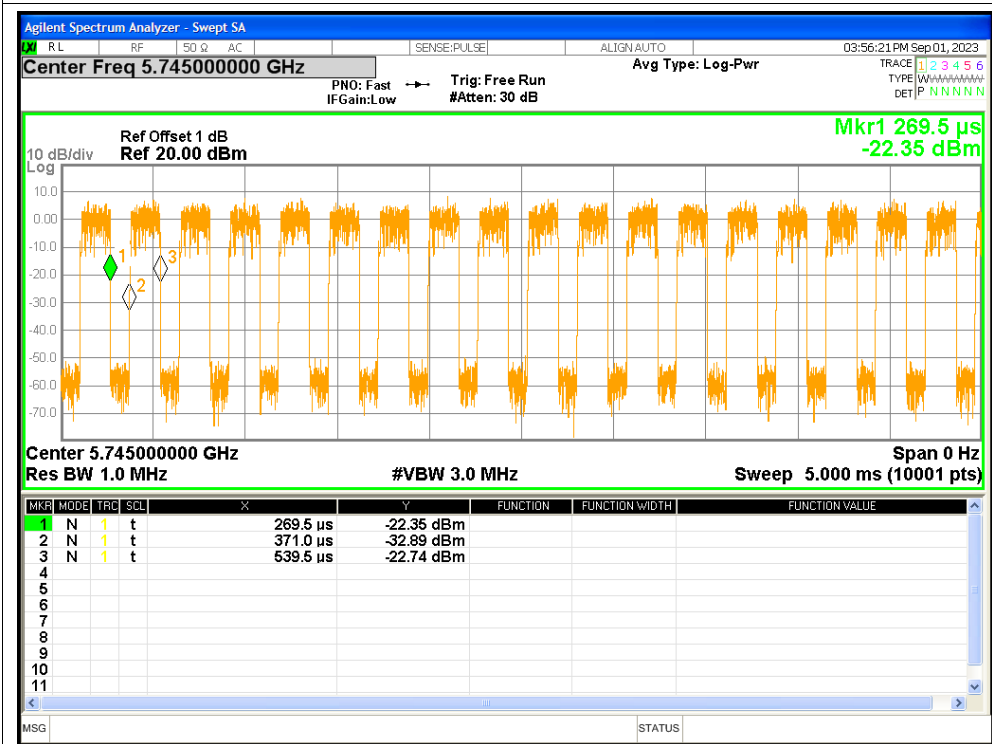 Agilent Spectrum Analyzer - Swept SA
LXI RL RF 50 Ω AC SENSE:PULSE ALIGN AUTO 03:56:21 PM Sep 01, 2023
Center Freq 5.745000000 GHz Avg Type: Log-Pwr TRACE 1 2 3 4 5 6
PNO: Fast Trig: Free Run TYPE W
IFGain:Low #Atten: 30 dB DET P N N N N N
Mkr1 269.5 µs
-22.35 dBm
Ref Offset 1 dB
10 dB/div Ref 20.00 dBm
Log
10.0
0.00
-10.0
1 3
-20.0
2
-30.0
-40.0
-50.0
-60.0
-70.0
Center 5.745000000 GHz Span 0 Hz
Res BW 1.0 MHz #VBW 3.0 MHz Sweep 5.000 ms (10001 pts)
MKR MODE TRC SCL X Y FUNCTION FUNCTION WIDTH FUNCTION VALUE
1 N 1 t 269.5 µs -22.35 dBm
2 N 1 t 371.0 µs -32.89 dBm
3 N 1 t 539.5 µs -22.74 dBm
4
5
6
7
8
9
10
11
MSG STATUS